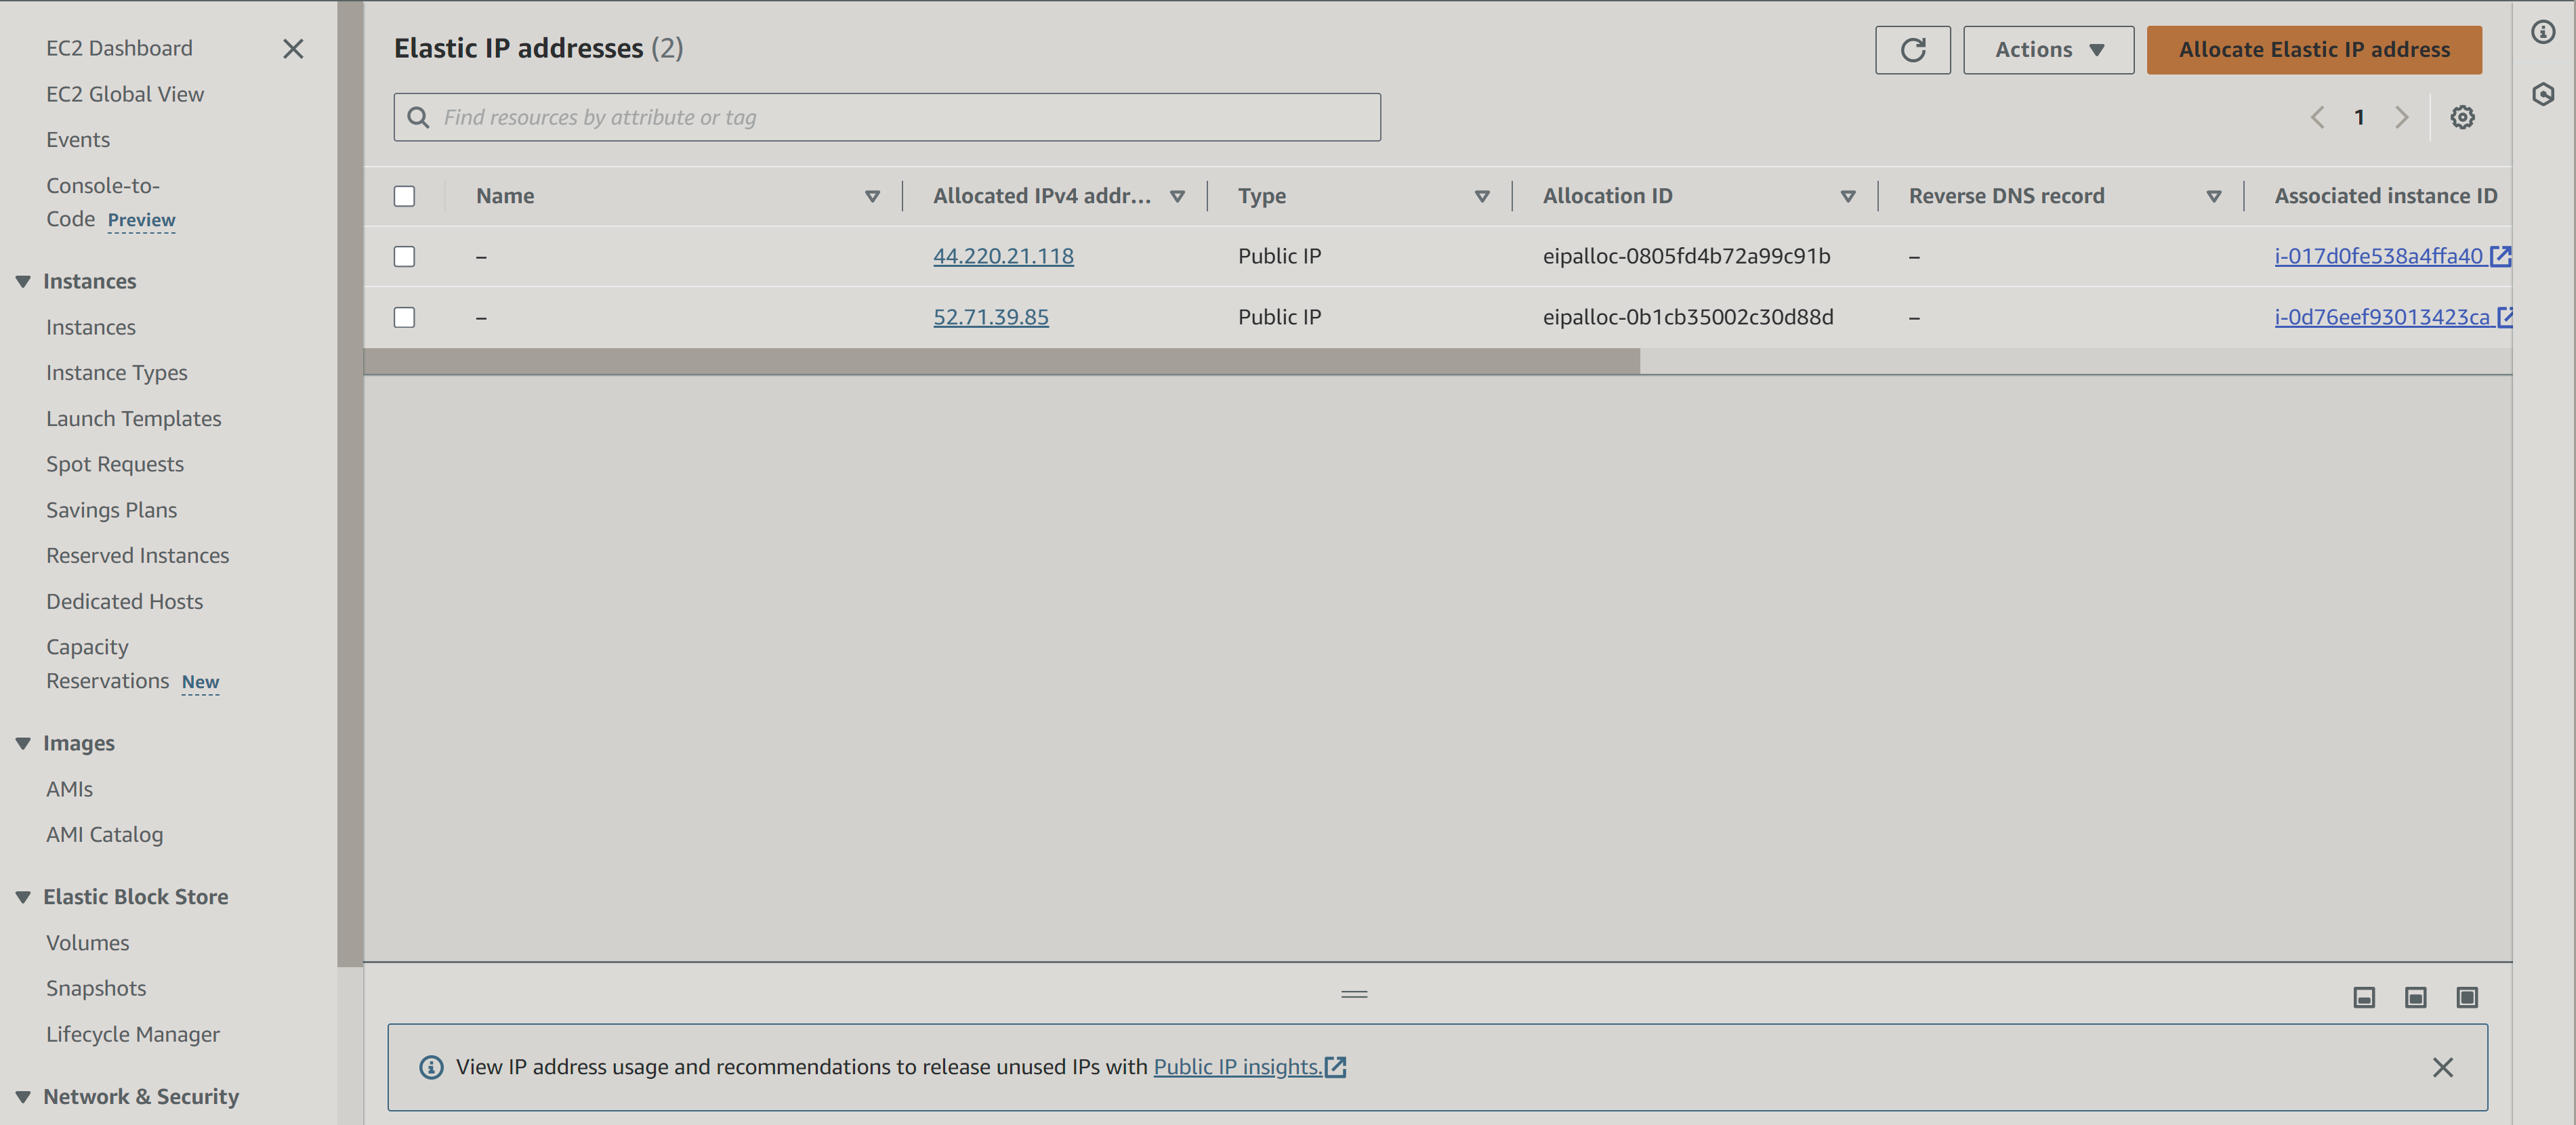 EC2 Dashboard
EC2 Global View
Events
Console-to-
Code Preview
Instances
Instances
Instance Types
Launch Templates
Spot Requests
Savings Plans
Reserved Instances
Dedicated Hosts
Capacity
Reservations New
Images
AMIs
AMI Catalog
Elastic Block Store
Volumes
Snapshots
Lifecycle Manager
Network & Security
Elastic IP addresses (2)
Actions
Allocate Elastic IP address
Find resources by attribute or tag
1
Name Allocated IPv4 addr... Type Allocation ID Reverse DNS record Associated instance ID
– 44.220.21.118 Public IP eipalloc-0805fd4b72a99c91b – i-017d0fe538a4ffa40
– 52.71.39.85 Public IP eipalloc-0b1cb35002c30d88d – i-0d76eef93013423ca
View IP address usage and recommendations to release unused IPs with Public IP insights.